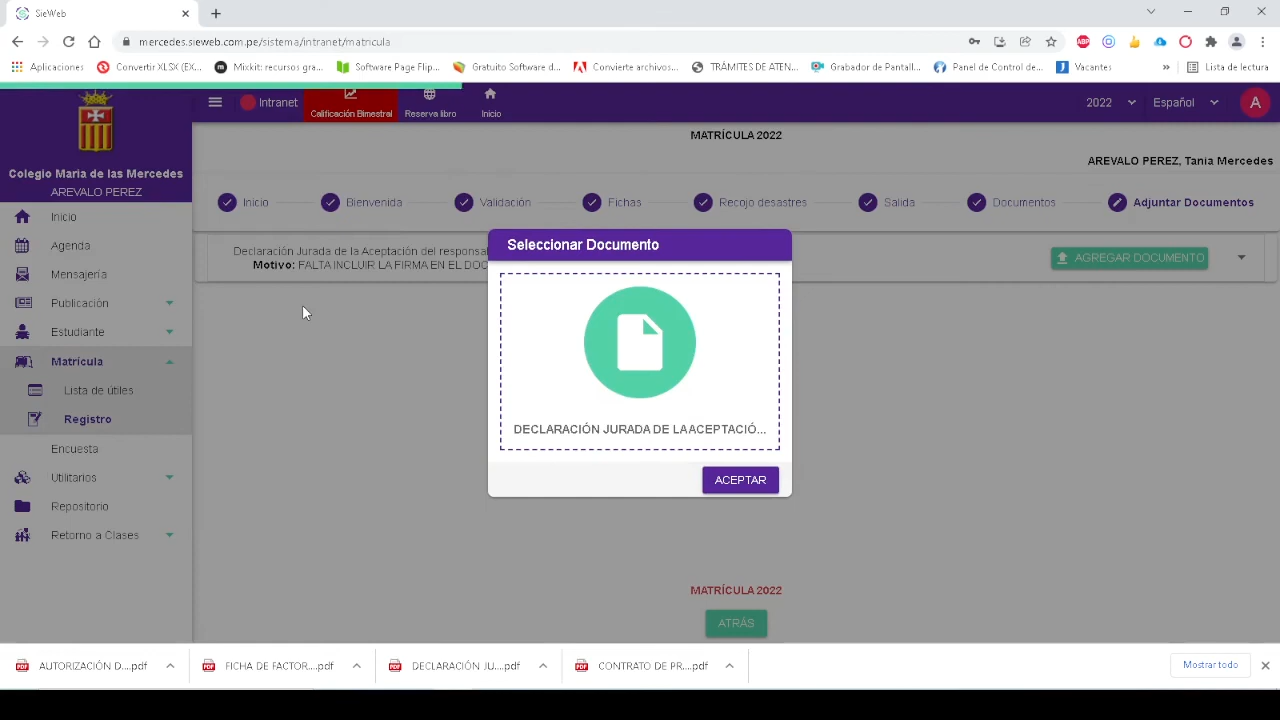 SieWeb
mercedes.sieweb.com.pe/sistema/intranet/matricula
ABP
Aplicaciones
Convertir XLSX (EX...
Mixkit: recursos gra...
Software Page Flip...
Gratuito Software d...
Convierte archivos...
TRÁMITES DE ATEN...
Grabador de Pantall...
Panel de Control de...
Vacantes
»
Lista de lectura
Intranet
Calificación Bimestral
Reserva libro
Inicio
2022
Español
A
Colegio Maria de las Mercedes
AREVALO PEREZ
MATRÍCULA 2022
AREVALO PEREZ, Tania Mercedes
Inicio
Bienvenida
Validación
Fichas
Recojo desastres
Salida
Documentos
Adjuntar Documentos
Inicio
Agenda
Mensajería
Publicación
Estudiante
Matrícula
Lista de útiles
Registro
Encuesta
Utilitarios
Repositorio
Retorno a Clases
Declaración Jurada de la Aceptación del responsa
Motivo: FALTA INCLUIR LA FIRMA EN EL DOC
AGREGAR DOCUMENTO
Seleccionar Documento
DECLARACIÓN JURADA DE LA ACEPTACIÓ...
ACEPTAR
MATRÍCULA 2022
ATRÁS
AUTORIZACIÓN D....pdf
FICHA DE FACTOR....pdf
DECLARACIÓN JU....pdf
CONTRATO DE PR....pdf
Mostrar todo